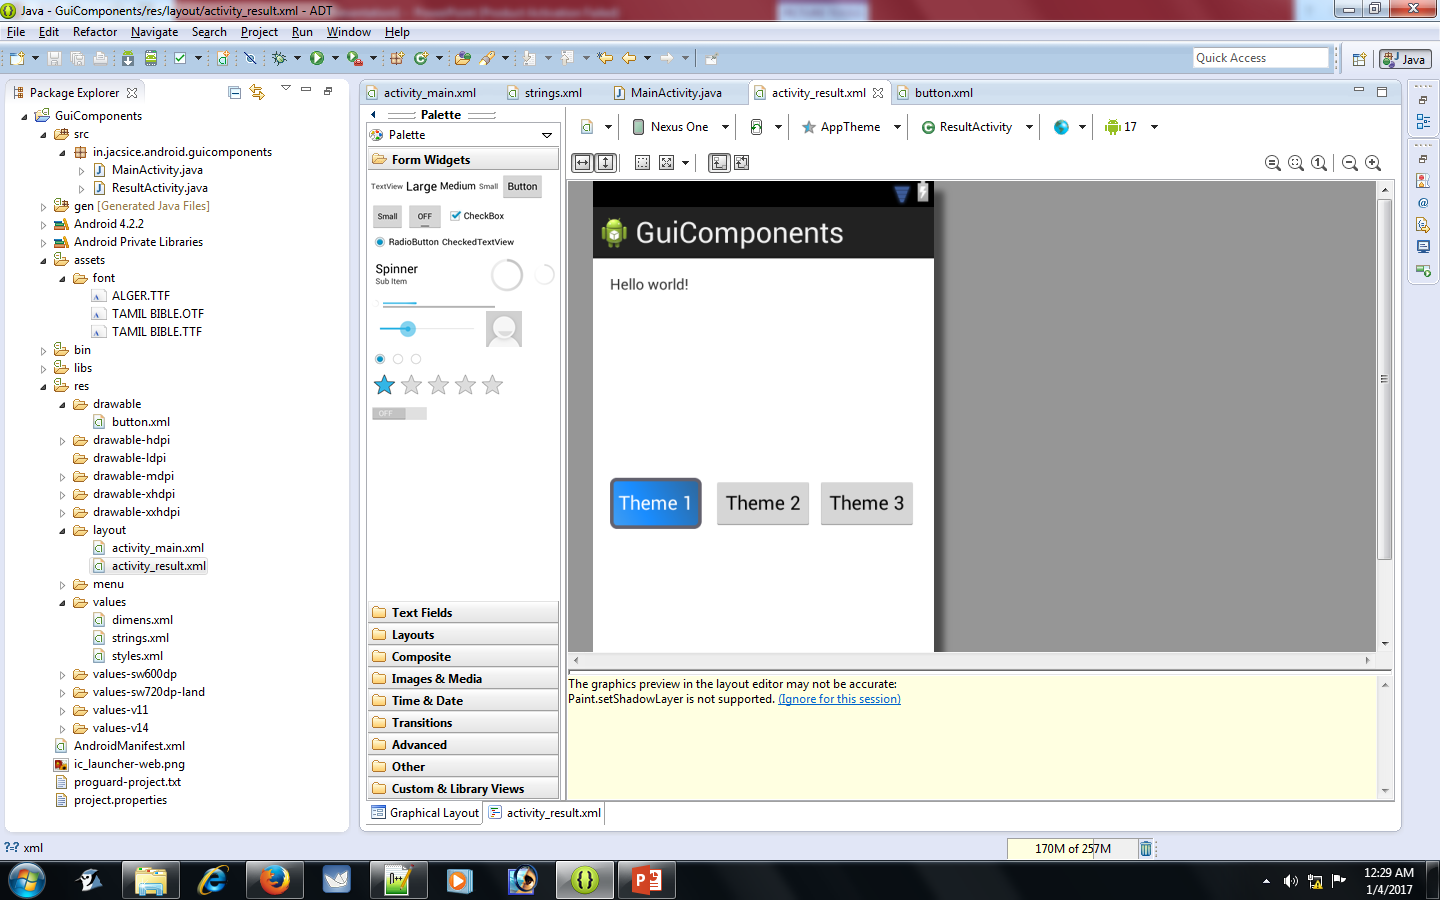 Java - GuiComponents/res/layout/activity_result.xml - ADT
File Edit Refactor Navigate Search Project Run Window Help
Quick Access
Java
Package Explorer
GuiComponents
src
in.jacsice.android.guicomponents
MainActivity.java
ResultActivity.java
gen [Generated Java Files]
Android 4.2.2
Android Private Libraries
assets
font
ALGER.TTF
TAMIL BIBLE.OTF
TAMIL BIBLE.TTF
bin
libs
res
drawable
button.xml
drawable-hdpi
drawable-ldpi
drawable-mdpi
drawable-xhdpi
drawable-xxhdpi
layout
activity_main.xml
activity_result.xml
menu
values
dimens.xml
strings.xml
styles.xml
values-sw600dp
values-sw720dp-land
values-v11
values-v14
AndroidManifest.xml
ic_launcher-web.png
proguard-project.txt
project.properties
activity_main.xml strings.xml MainActivity.java activity_result.xml button.xml
Palette
Palette
Form Widgets
TextView Large Medium Small Button
Small OFF CheckBox
RadioButton CheckedTextView
Spinner
Sub Item
OFF
Text Fields
Layouts
Composite
Images & Media
Time & Date
Transitions
Advanced
Other
Custom & Library Views
Graphical Layout activity_result.xml
Nexus One AppTheme ResultActivity 17
GuiComponents
Hello world!
Theme 1 Theme 2 Theme 3
The graphics preview in the layout editor may not be accurate:
Paint.setShadowLayer is not supported. (Ignore for this session)
xml
170M of 257M
12:29 AM
1/4/2017